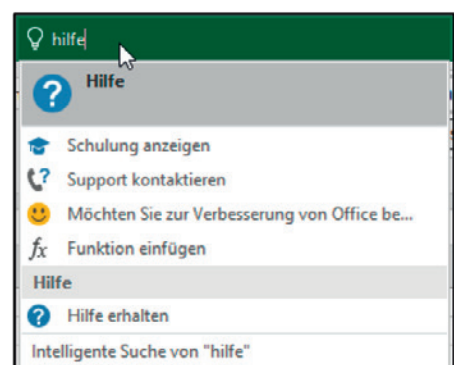 hilfe
Hilfe
Schulung anzeigen
Support kontaktieren
Möchten Sie zur Verbesserung von Office be...
fx Funktion einfügen
Hilfe
Hilfe erhalten
Intelligente Suche von "hilfe"